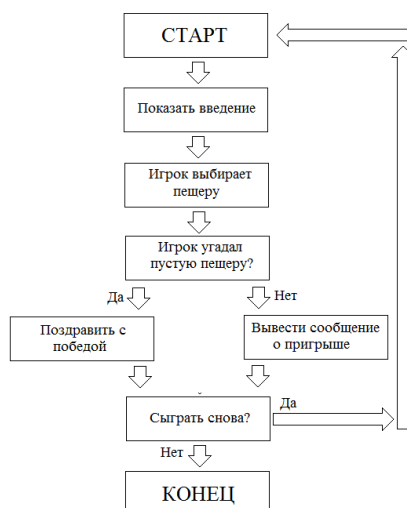 СТАРТ
Показать введение
Игрок выбирает
пещеру
Игрок угадал
пустую пещеру?
Да
Нет
Поздравить с
победой
Вывести сообщение
о пригрыше
Сыграть снова?
Да
Нет
КОНЕЦ